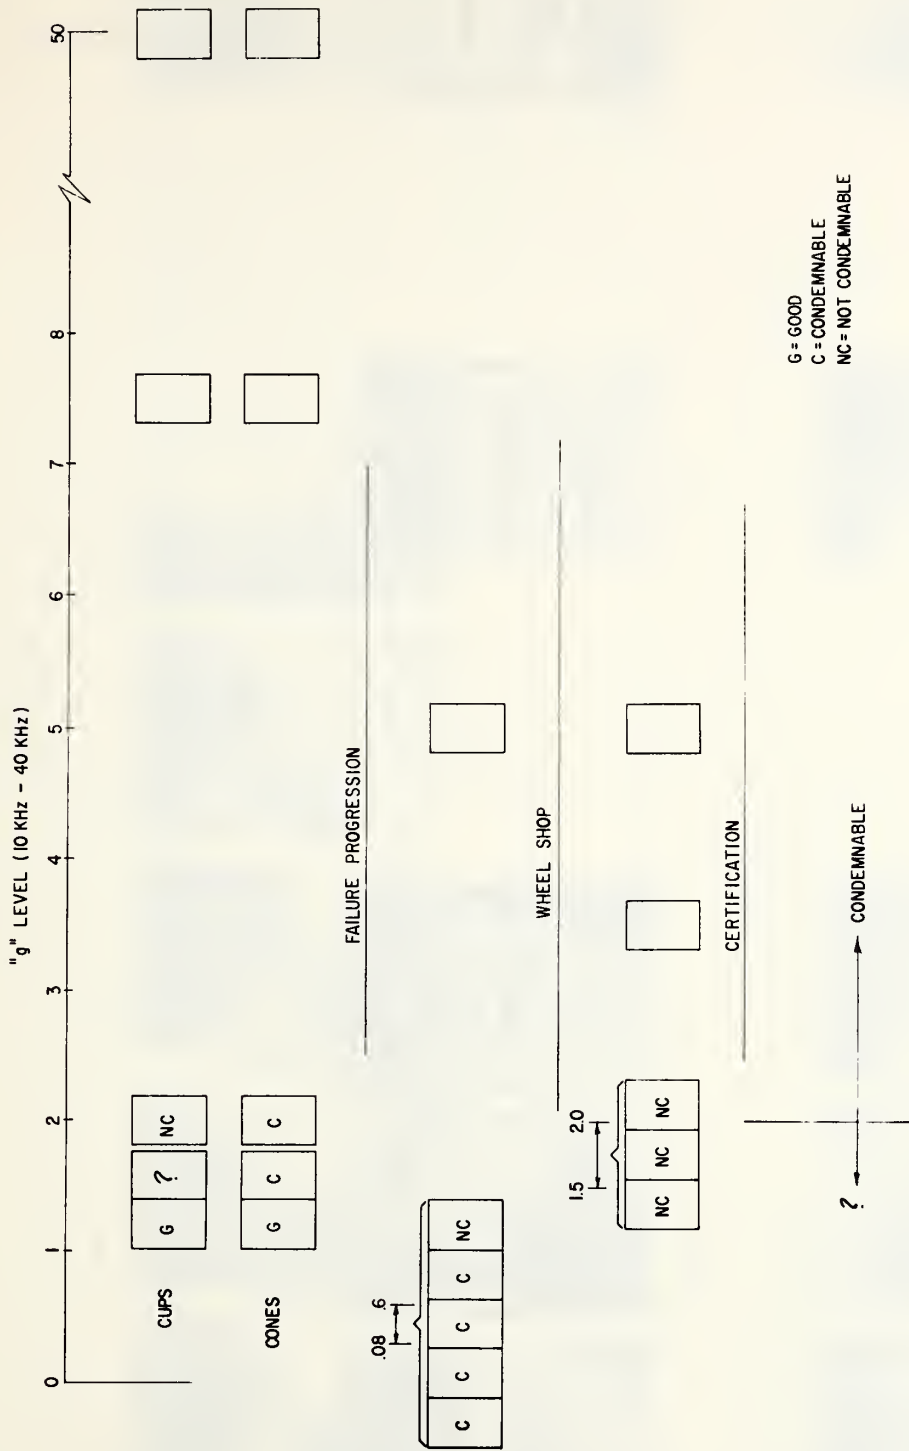 "g" LEVEL (10 KHz – 40 KHz)
0 1 2 3 4 5 6 7 8 50
CUPS G ? NC
CONES G C C
FAILURE PROGRESSION
.08 .6
C C C C NC
WHEEL SHOP
1.5 2.0
NC NC NC
CERTIFICATION
? CONDEMNABLE
G = GOOD
C = CONDEMNABLE
NC = NOT CONDEMNABLE